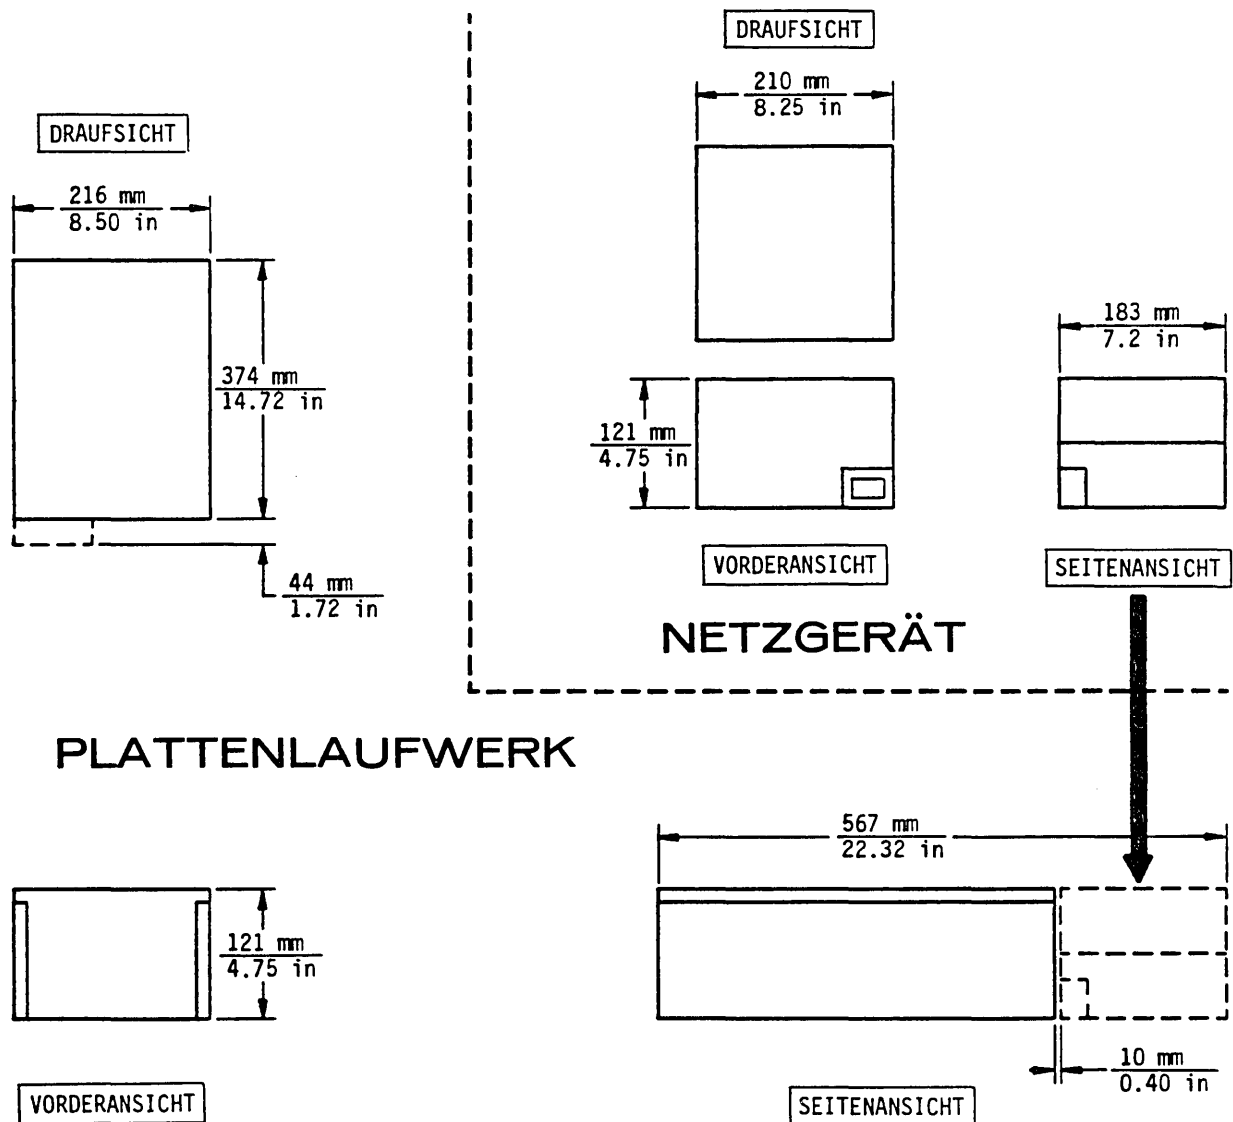 DRAUFSICHT
216 mm
8.50 in
374 mm
14.72 in
44 mm
1.72 in
DRAUFSICHT
210 mm
8.25 in
121 mm
4.75 in
VORDERANSICHT
183 mm
7.2 in
SEITENANSICHT
NETZGERÄT
PLATTENLAUFWERK
121 mm
4.75 in
VORDERANSICHT
567 mm
22.32 in
10 mm
0.40 in
SEITENANSICHT